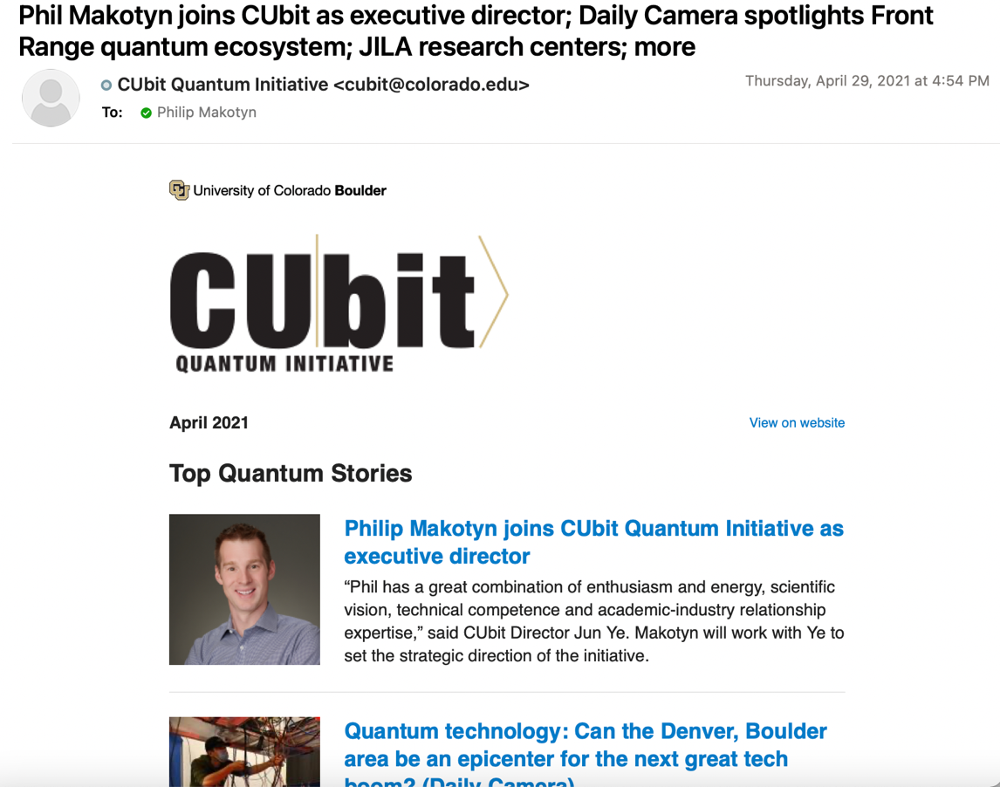 Phil Makotyn joins CUbit as executive director; Daily Camera spotlights Front
Range quantum ecosystem; JILA research centers; more
CUbit Quantum Initiative <cubit@colorado.edu>
Thursday, April 29, 2021 at 4:54 PM
To: Philip Makotyn
CU University of Colorado Boulder
CUbit
QUANTUM INITIATIVE
April 2021
View on website
Top Quantum Stories
Philip Makotyn joins CUbit Quantum Initiative as
executive director
“Phil has a great combination of enthusiasm and energy, scientific
vision, technical competence and academic-industry relationship
expertise,” said CUbit Director Jun Ye. Makotyn will work with Ye to
set the strategic direction of the initiative.
Quantum technology: Can the Denver, Boulder
area be an epicenter for the next great tech
boom? (Daily Camera)